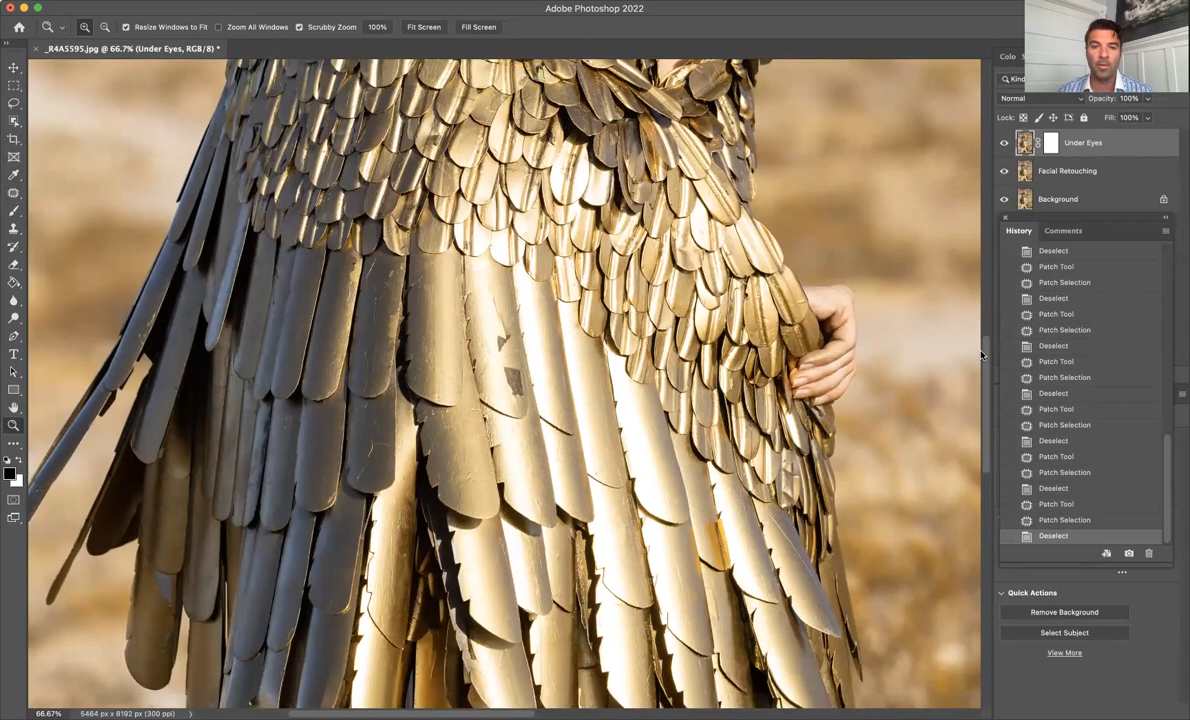 Adobe Photoshop 2022
Resize Windows to Fit Zoom All Windows Scrubby Zoom 100% Fit Screen Fill Screen
_R4A5595.jpg @ 66.7% (Under Eyes, RGB/8) *
Colo
Kind
Normal Opacity: 100%
Lock: Fill: 100%
Under Eyes
Facial Retouching
Background
History Comments
Deselect
Patch Tool
Patch Selection
Deselect
Patch Tool
Patch Selection
Deselect
Patch Tool
Patch Selection
Deselect
Patch Tool
Patch Selection
Deselect
Patch Tool
Patch Selection
Deselect
Patch Tool
Patch Selection
Deselect
Quick Actions
Remove Background
Select Subject
View More
66.67% 5464 px x 8192 px (300 ppi)